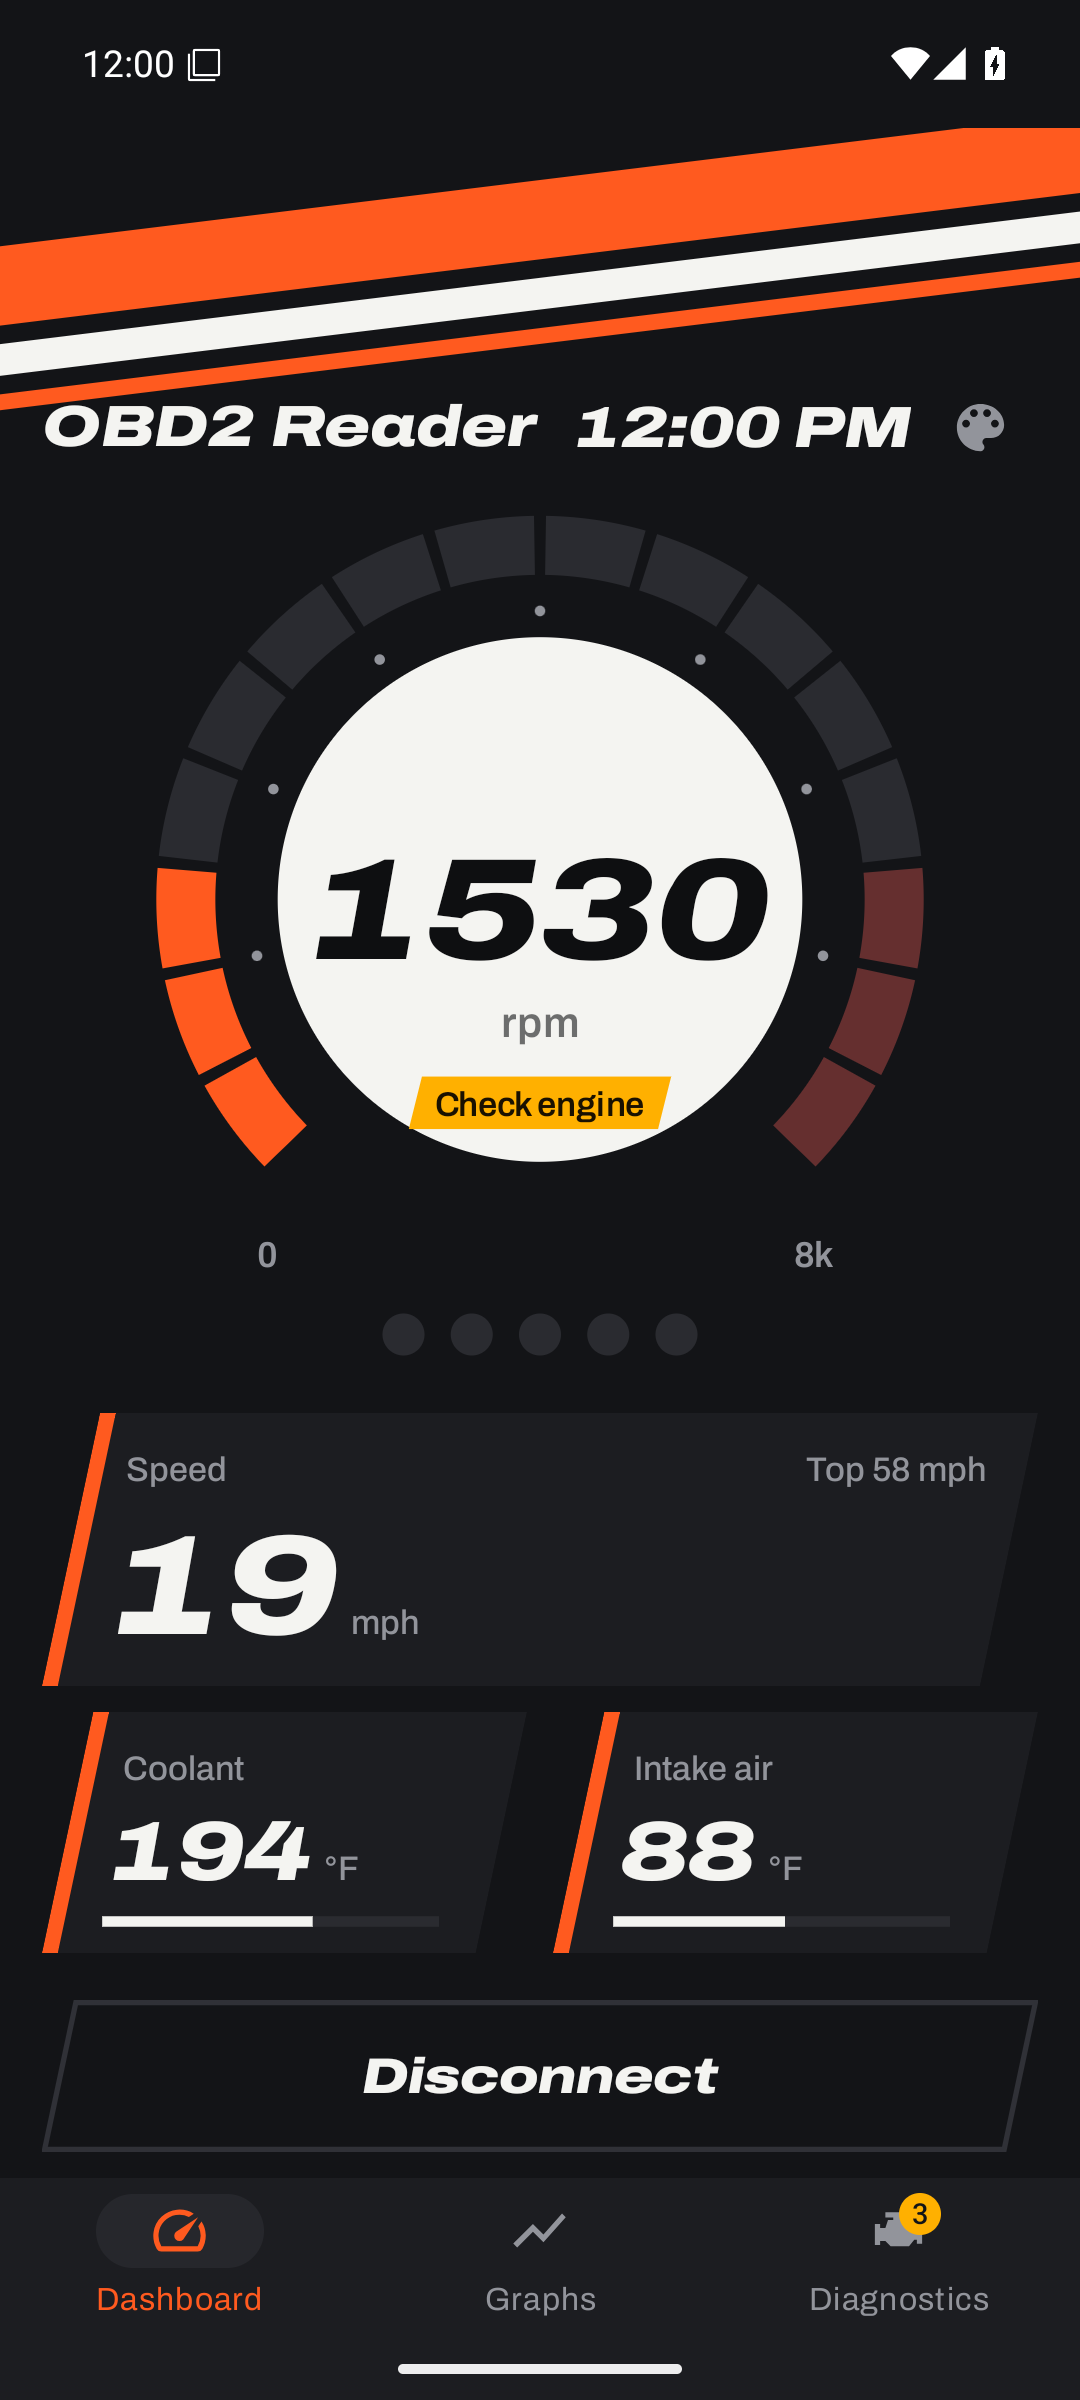 12:00
OBD2 Reader 12:00 PM
1530
rpm
Check engine
0 8k
Speed Top 58 mph
19 mph
Coolant Intake air
194 °F 88 °F
Disconnect
3
Dashboard Graphs Diagnostics